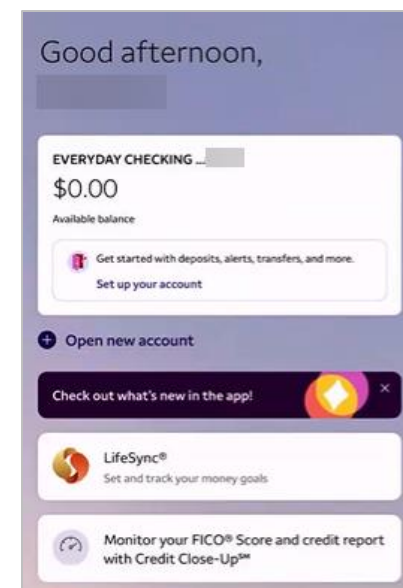 Good afternoon,
EVERYDAY CHECKING ...
$0.00
Available balance
Get started with deposits, alerts, transfers, and more.
Set up your account
Open new account
Check out what's new in the app!
LifeSync®
Set and track your money goals
Monitor your FICO® Score and credit report
with Credit Close-Up℠